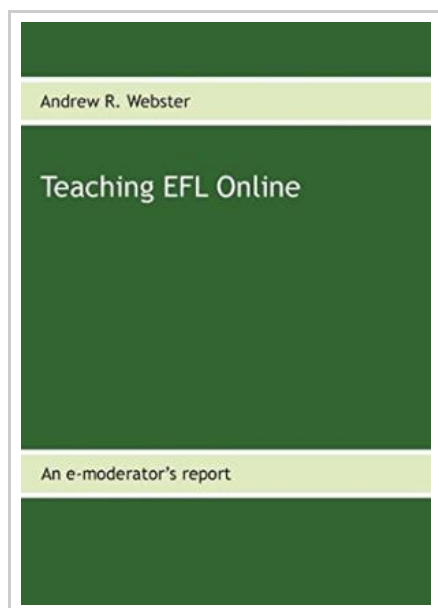 Andrew R. Webster
Teaching EFL Online
An e-moderator's report